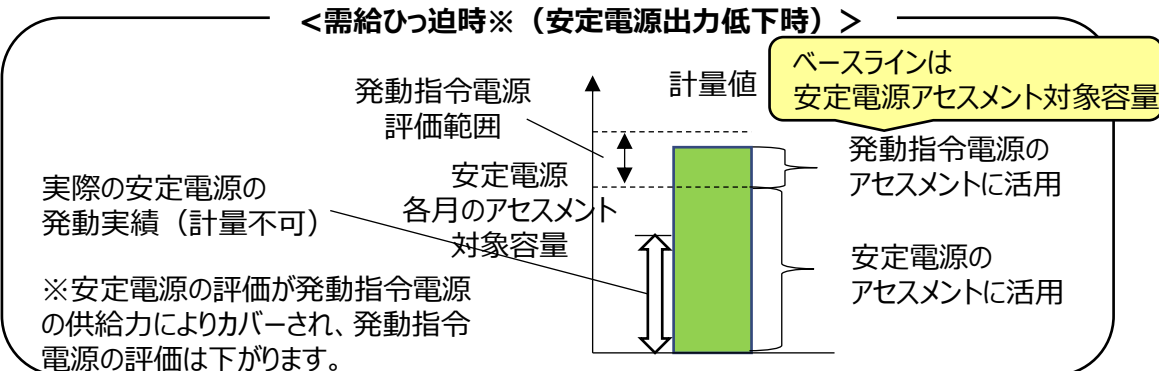 <需給ひっ迫時※（安定電源出力低下時）＞
ベースラインは
安定電源アセスメント対象容量
計量値
発動指令電源
評価範囲
発動指令電源の
アセスメントに活用
安定電源
各月のアセスメント
対象容量
実際の安定電源の
発動実績（計量不可）
安定電源の
アセスメントに活用
※安定電源の評価が発動指令電源
の供給力によりカバーされ、発動指令
電源の評価は下がります。